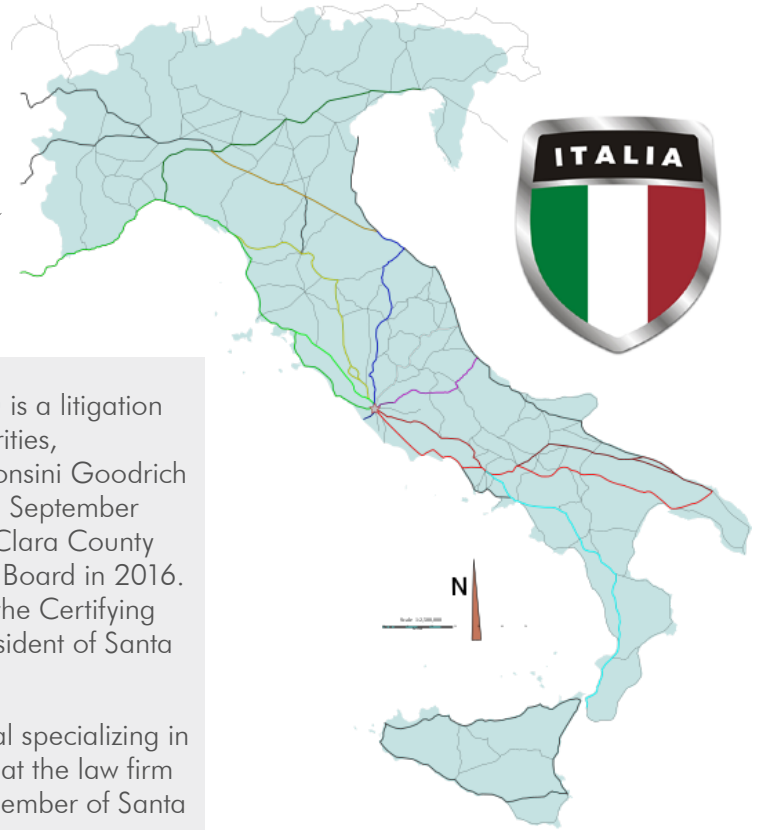 ITALIA
is a litigation
rities,
onsini Goodrich
September
Clara County
Board in 2016.
the Certifying
sident of Santa
al specializing in
at the law firm
ember of Santa
N